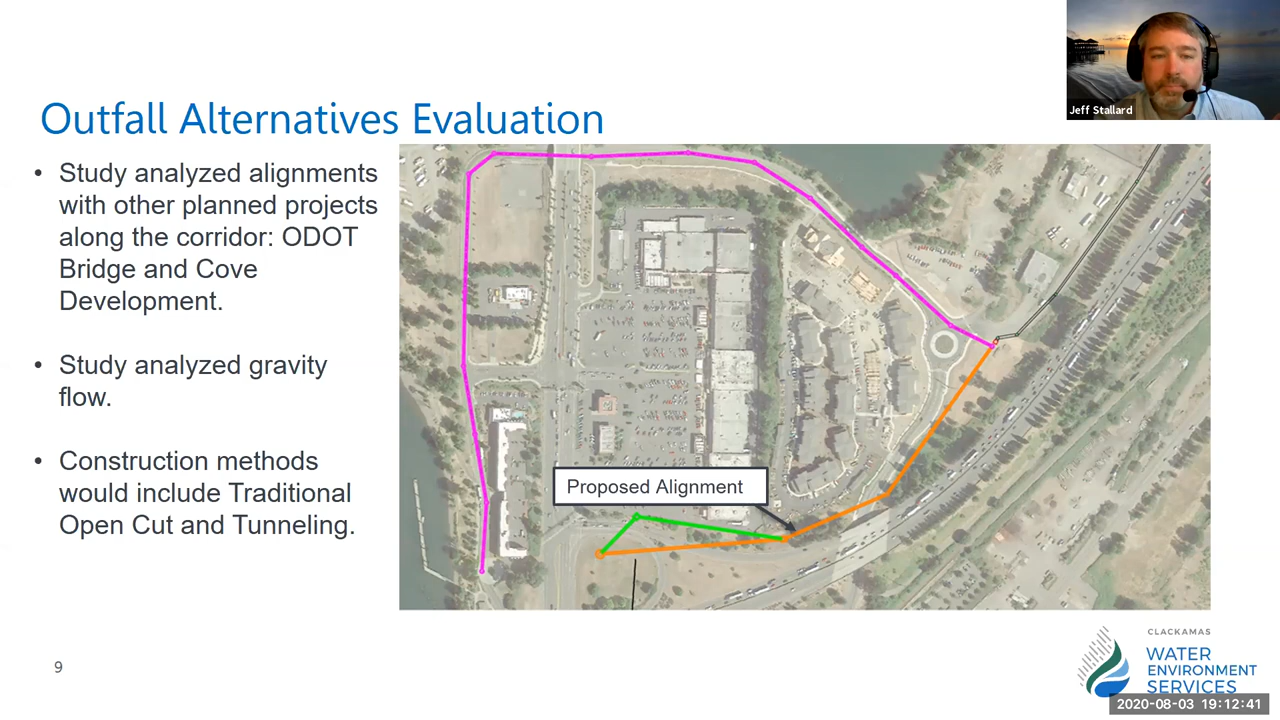 Jeff Stallard
Outfall Alternatives Evaluation
• Study analyzed alignments
with other planned projects
along the corridor: ODOT
Bridge and Cove
Development.
• Study analyzed gravity
flow.
• Construction methods
would include Traditional
Open Cut and Tunneling.
Proposed Alignment
9
CLACKAMAS
WATER
ENVIRONMENT
SERVICES
2020-08-03 19:12:41